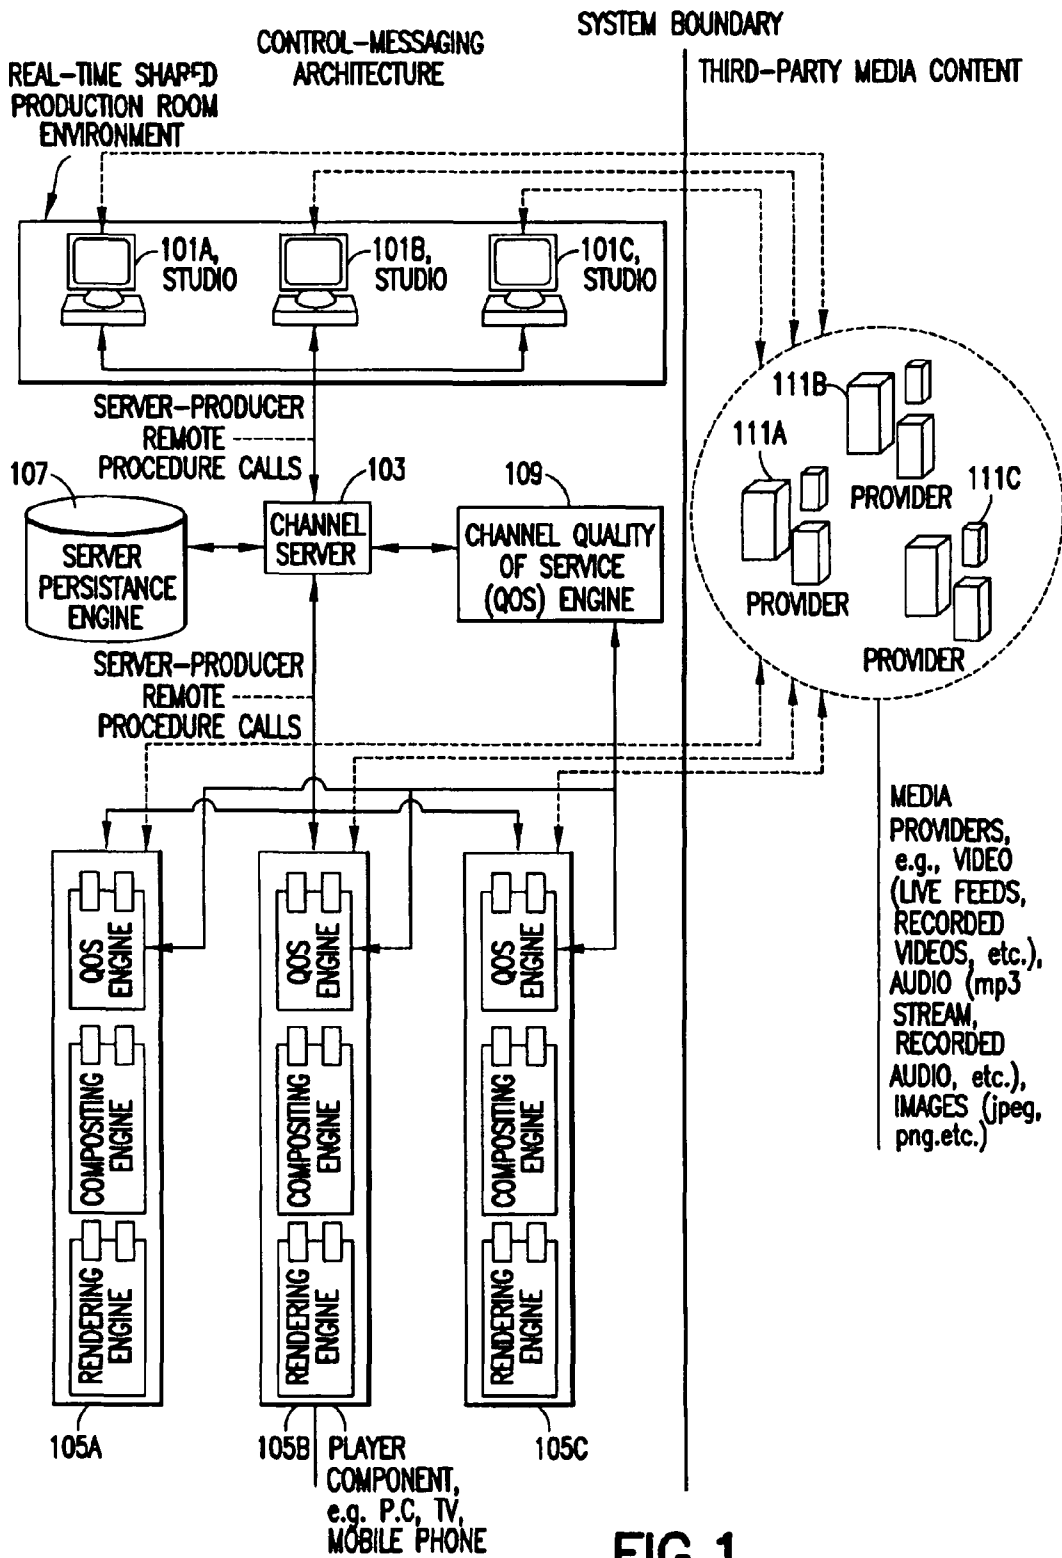 SYSTEM BOUNDARY
CONTROL-MESSAGING
ARCHITECTURE
THIRD-PARTY MEDIA CONTENT
REAL-TIME SHARED
PRODUCTION ROOM
ENVIRONMENT
101A,
STUDIO
101B,
STUDIO
101C,
STUDIO
SERVER-PRODUCER
REMOTE
PROCEDURE CALLS
107
SERVER
PERSISTANCE
ENGINE
103
CHANNEL
SERVER
109
CHANNEL QUALITY
OF SERVICE
(QOS) ENGINE
111B
PROVIDER
111A
PROVIDER
111C
PROVIDER
SERVER-PRODUCER
REMOTE
PROCEDURE CALLS
MEDIA
PROVIDERS,
e.g., VIDEO
(LIVE FEEDS,
RECORDED
VIDEOS, etc.),
AUDIO (mp3
STREAM,
RECORDED
AUDIO, etc.),
IMAGES (jpeg,
png.etc.)
QOS
ENGINE
COMPOSITING
ENGINE
RENDERING
ENGINE
105A
QOS
ENGINE
COMPOSITING
ENGINE
RENDERING
ENGINE
105B
QOS
ENGINE
COMPOSITING
ENGINE
RENDERING
ENGINE
105C
PLAYER
COMPONENT,
e.g. P.C, TV,
MOBILE PHONE
FIG.1